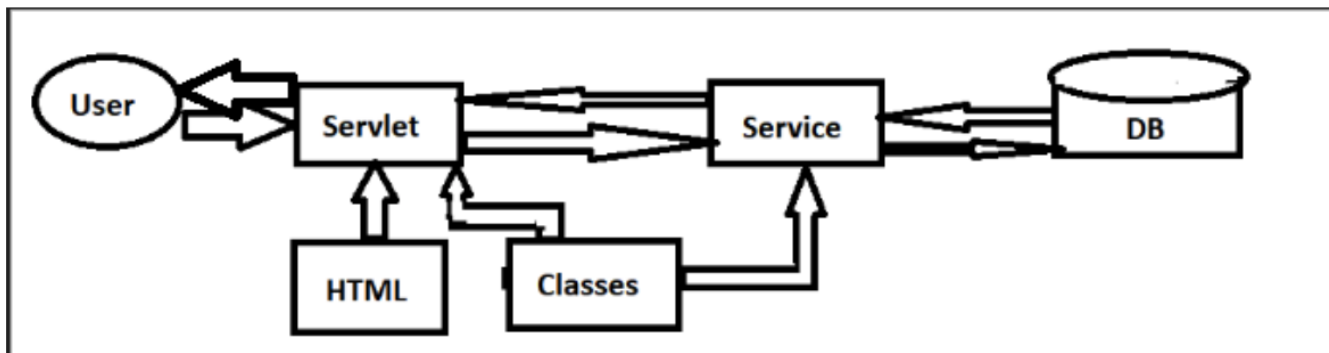 User
Servlet
Service
DB
HTML
Classes